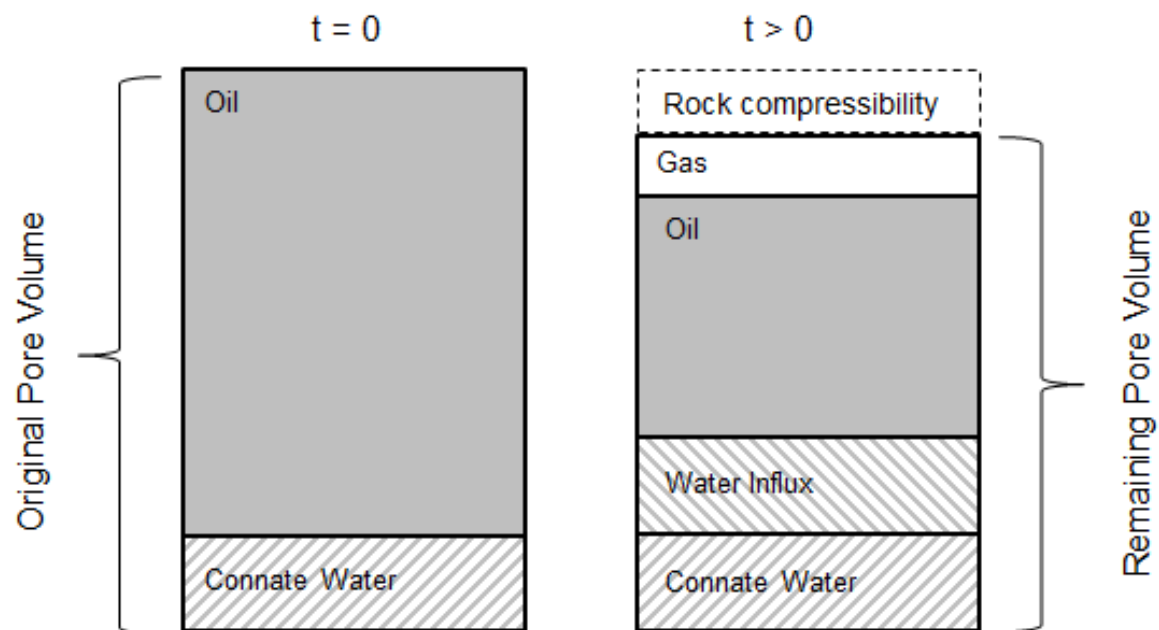 t = 0
t > 0
Original Pore Volume
Oil
Connate Water
Rock compressibility
Gas
Oil
Water Influx
Connate Water
Remaining Pore Volume